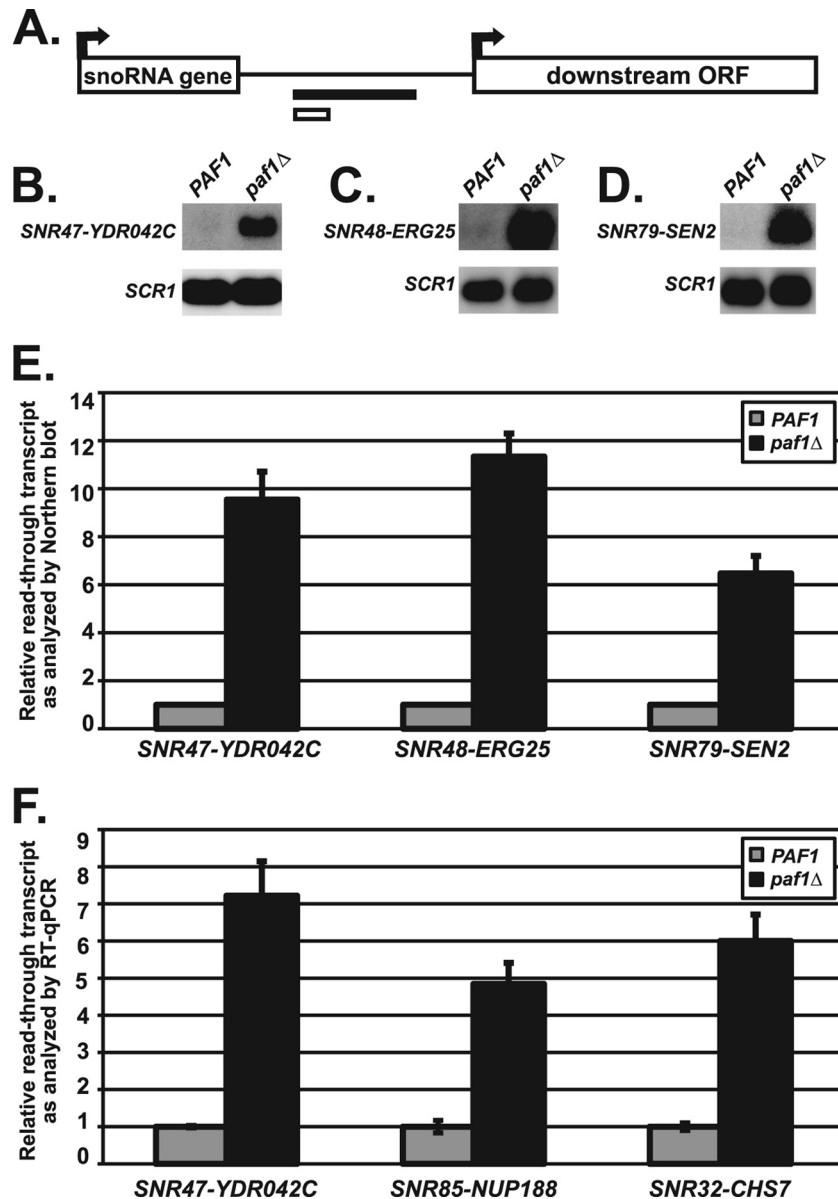 A.
snoRNA gene
downstream ORF
B.
PAF1
paf1Δ
SNR47-YDR042C
SCR1
C.
PAF1
paf1Δ
SNR48-ERG25
SCR1
D.
PAF1
paf1Δ
SNR79-SEN2
SCR1
E.
Relative read-through transcript
as analyzed by Northern blot
14
12
10
8
6
4
2
0
PAF1
paf1Δ
SNR47-YDR042C
SNR48-ERG25
SNR79-SEN2
F.
Relative read-through transcript
as analyzed by RT-qPCR
9
8
7
6
5
4
3
2
1
0
PAF1
paf1Δ
SNR47-YDR042C
SNR85-NUP188
SNR32-CHS7